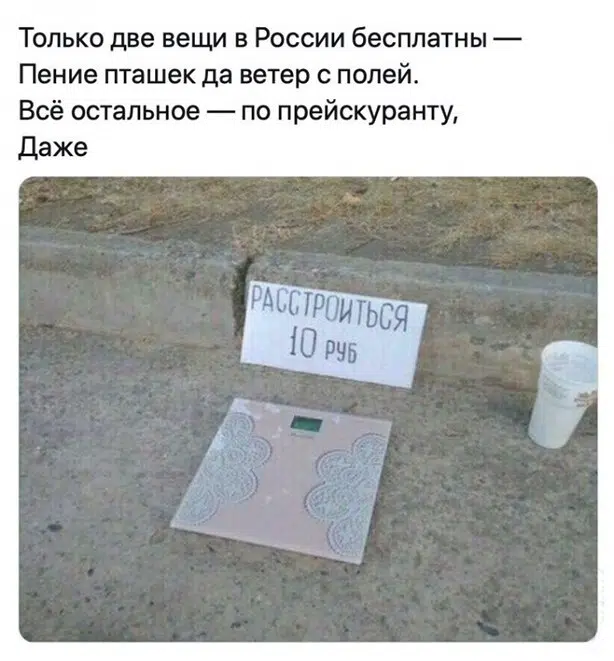 Только две вещи в России бесплатны —
Пение пташек да ветер с полей.
Всё остальное — по прейскуранту,
Даже
РАССТРОИТЬСЯ
10 РУБ